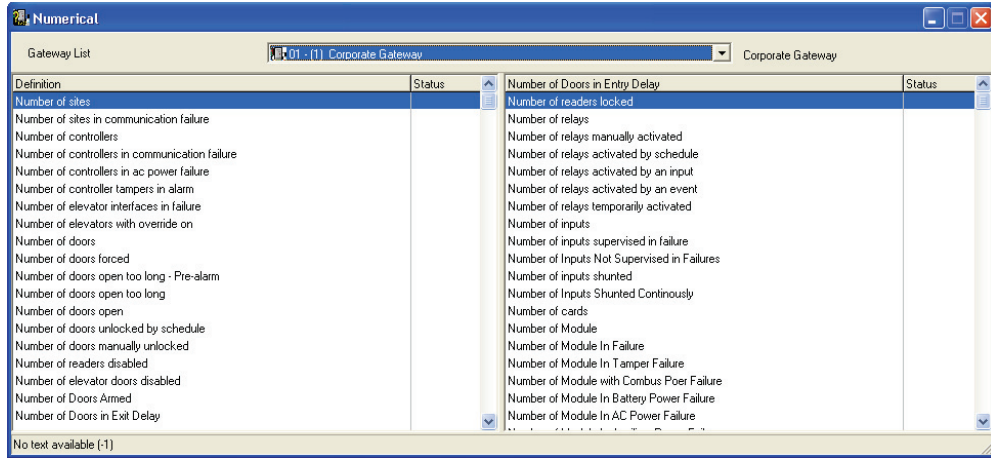 Numerical
Gateway List
01 - (1) Corporate Gateway
Corporate Gateway
Definition
Status
Number of sites
Number of sites in communication failure
Number of controllers
Number of controllers in communication failure
Number of controllers in ac power failure
Number of controller tampers in alarm
Number of elevator interfaces in failure
Number of elevators with override on
Number of doors
Number of doors forced
Number of doors open too long - Pre-alarm
Number of doors open too long
Number of doors open
Number of doors unlocked by schedule
Number of doors manually unlocked
Number of readers disabled
Number of elevator doors disabled
Number of Doors Armed
Number of Doors in Exit Delay
Number of Doors in Entry Delay
Status
Number of readers locked
Number of relays
Number of relays manually activated
Number of relays activated by schedule
Number of relays activated by an input
Number of relays activated by an event
Number of relays temporarily activated
Number of inputs
Number of inputs supervised in failure
Number of Inputs Not Supervised in Failures
Number of inputs shunted
Number of Inputs Shunted Continously
Number of cards
Number of Module
Number of Module In Failure
Number of Module In Tamper Failure
Number of Module with Combus Poer Failure
Number of Module In Battery Power Failure
Number of Module In AC Power Failure
No text available (-1)